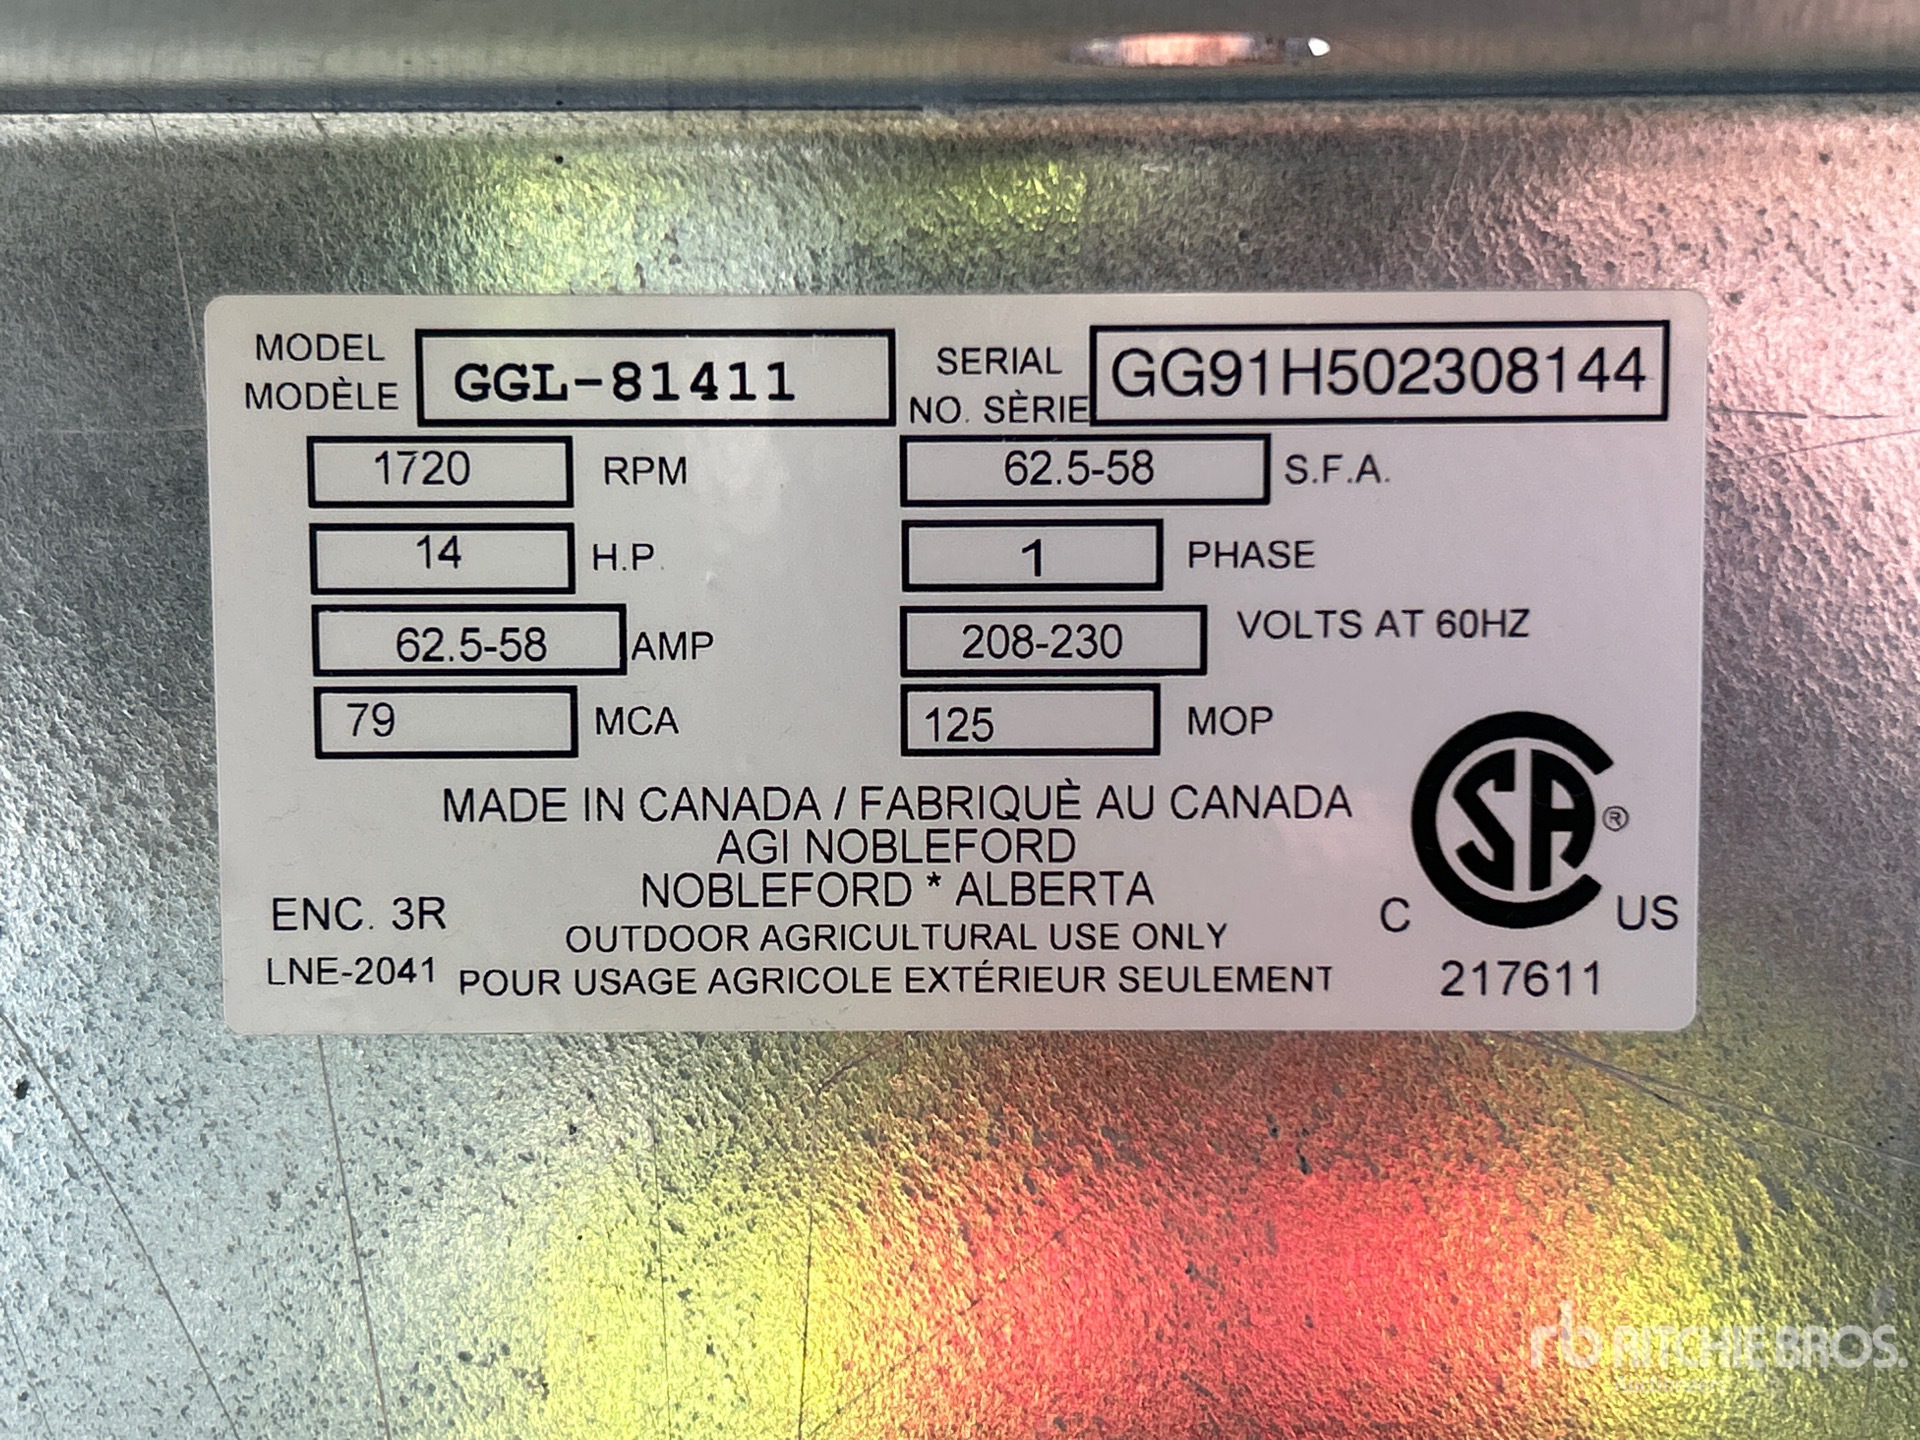 MODEL
MODÈLE
GGL-81411
SERIAL
NO. SÈRIE
GG91H502308144
1720 RPM
62.5-58 S.F.A.
14 H.P.
1 PHASE
62.5-58 AMP
208-230 VOLTS AT 60HZ
79 MCA
125 MOP
MADE IN CANADA / FABRIQUÈ AU CANADA
AGI NOBLEFORD
NOBLEFORD * ALBERTA
ENC. 3R
OUTDOOR AGRICULTURAL USE ONLY
LNE-2041
POUR USAGE AGRICOLE EXTÉRIEUR SEULEMENT
CSA ®
C US
217611
rb RITCHIE BROS.